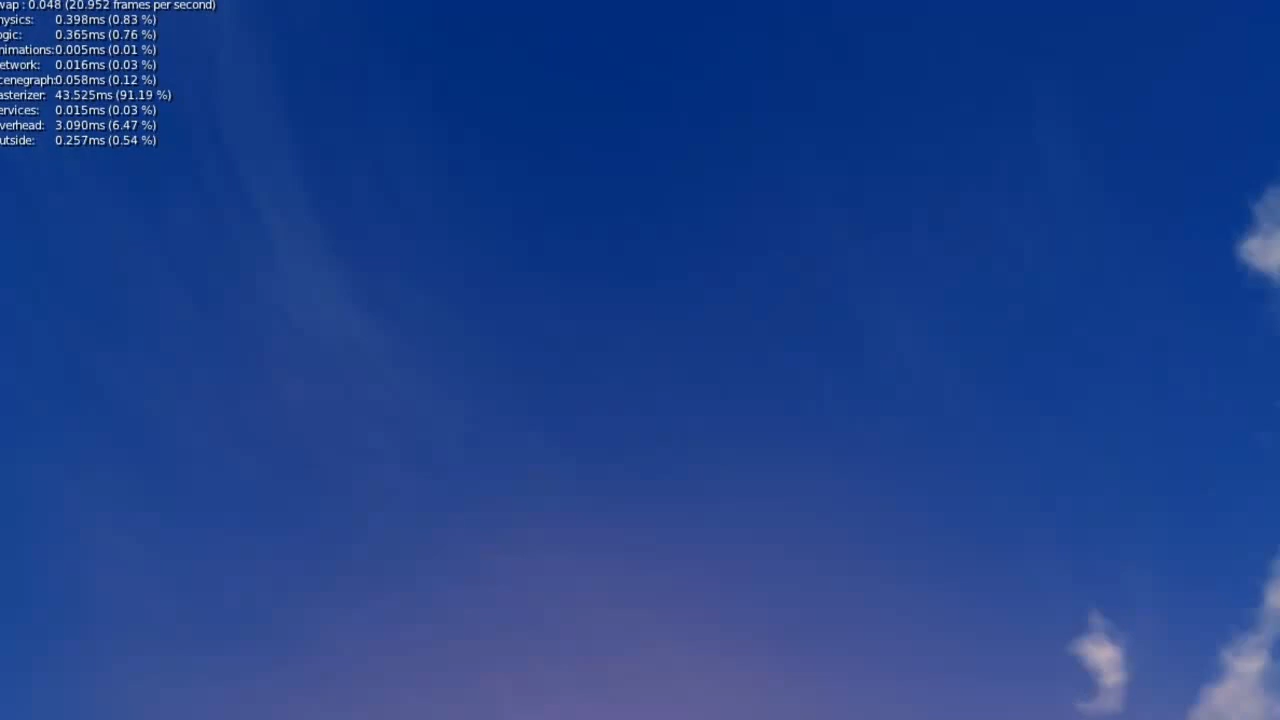 wap : 0.048 (20.952 frames per second)
hysics: 0.398ms (0.83 %)
ogic: 0.365ms (0.76 %)
nimations: 0.005ms (0.01 %)
etwork: 0.016ms (0.03 %)
cenegraph: 0.058ms (0.12 %)
asterizer: 43.525ms (91.19 %)
ervices: 0.015ms (0.03 %)
verhead: 3.090ms (6.47 %)
utside: 0.257ms (0.54 %)